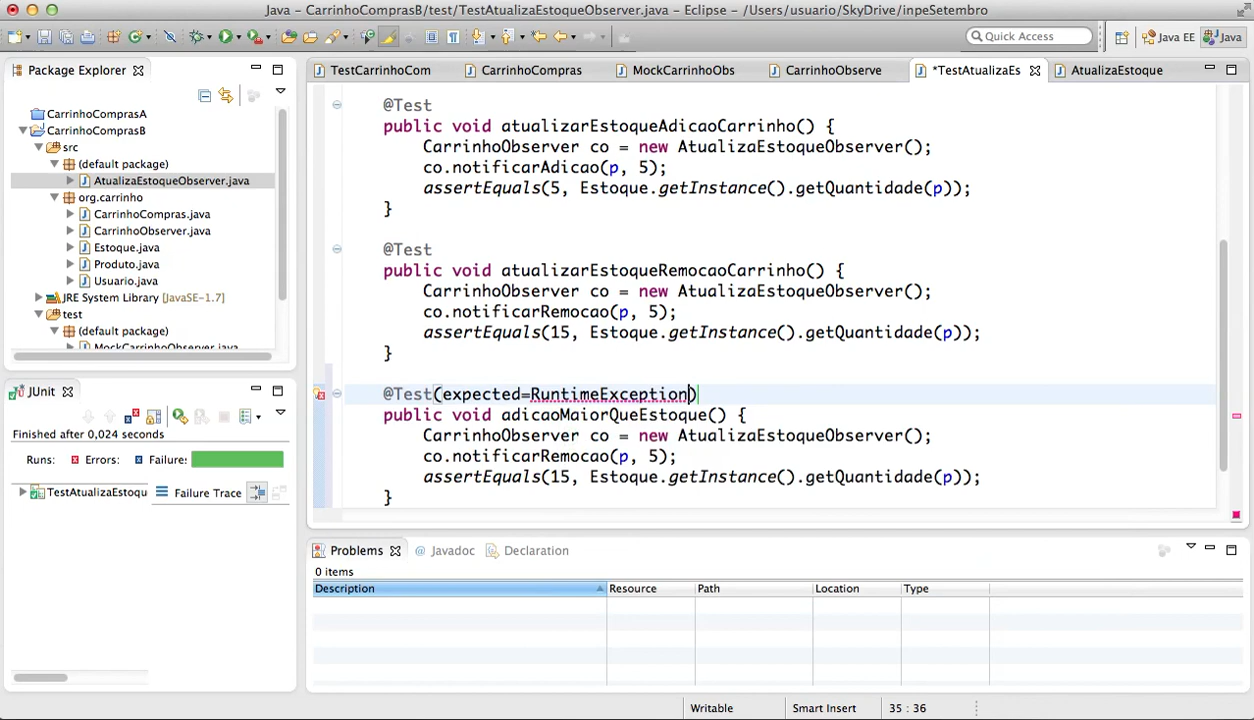 Java - CarrinhoComprasB/test/TestAtualizaEstoqueObserver.java - Eclipse - /Users/usuario/SkyDrive/inpeSetembro
Quick Access
Java EE
Java
Package Explorer
CarrinhoComprasA
CarrinhoComprasB
src
(default package)
AtualizaEstoqueObserver.java
org.carrinho
CarrinhoCompras.java
CarrinhoObserver.java
Estoque.java
Produto.java
Usuario.java
JRE System Library [JavaSE-1.7]
test
(default package)
MockCarrinhoObserver.java
JUnit
Finished after 0,024 seconds
Runs: Errors: Failure:
TestAtualizaEstoqu
Failure Trace
TestCarrinhoCom
CarrinhoCompras
MockCarrinhoObs
CarrinhoObserve
*TestAtualizaEs
AtualizaEstoque
@Test
public void atualizarEstoqueAdicaoCarrinho() {
CarrinhoObserver co = new AtualizaEstoqueObserver();
co.notificarAdicao(p, 5);
assertEquals(5, Estoque.getInstance().getQuantidade(p));
}
@Test
public void atualizarEstoqueRemocaoCarrinho() {
CarrinhoObserver co = new AtualizaEstoqueObserver();
co.notificarRemocao(p, 5);
assertEquals(15, Estoque.getInstance().getQuantidade(p));
}
@Test(expected=RuntimeException)
public void adicaoMaiorQueEstoque() {
CarrinhoObserver co = new AtualizaEstoqueObserver();
co.notificarRemocao(p, 5);
assertEquals(15, Estoque.getInstance().getQuantidade(p));
}
Problems
@ Javadoc
Declaration
0 items
Description Resource Path Location Type
Writable Smart Insert 35 : 36